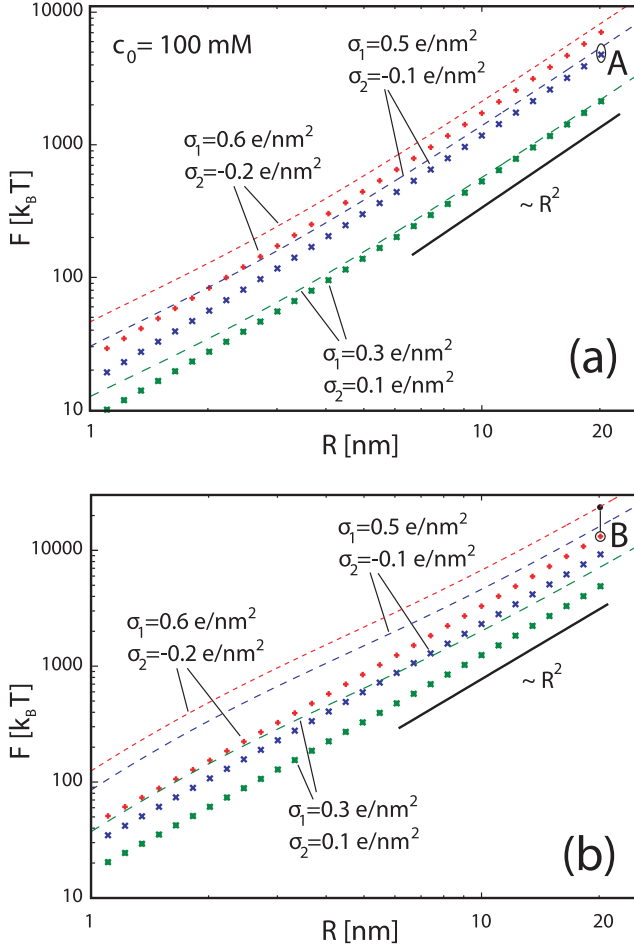 10000
c₀= 100 mM
σ₁=0.5 e/nm²
σ₂=-0.1 e/nm²
A
1000
σ₁=0.6 e/nm²
σ₂=-0.2 e/nm²
F [k_B T]
~ R²
100
σ₁=0.3 e/nm²
σ₂=0.1 e/nm²
(a)
10
1
10
20
R [nm]
B
10000
σ₁=0.5 e/nm²
σ₂=-0.1 e/nm²
σ₁=0.6 e/nm²
σ₂=-0.2 e/nm²
1000
F [k_B T]
~ R²
100
σ₁=0.3 e/nm²
σ₂=0.1 e/nm²
(b)
10
1
10
20
R [nm]